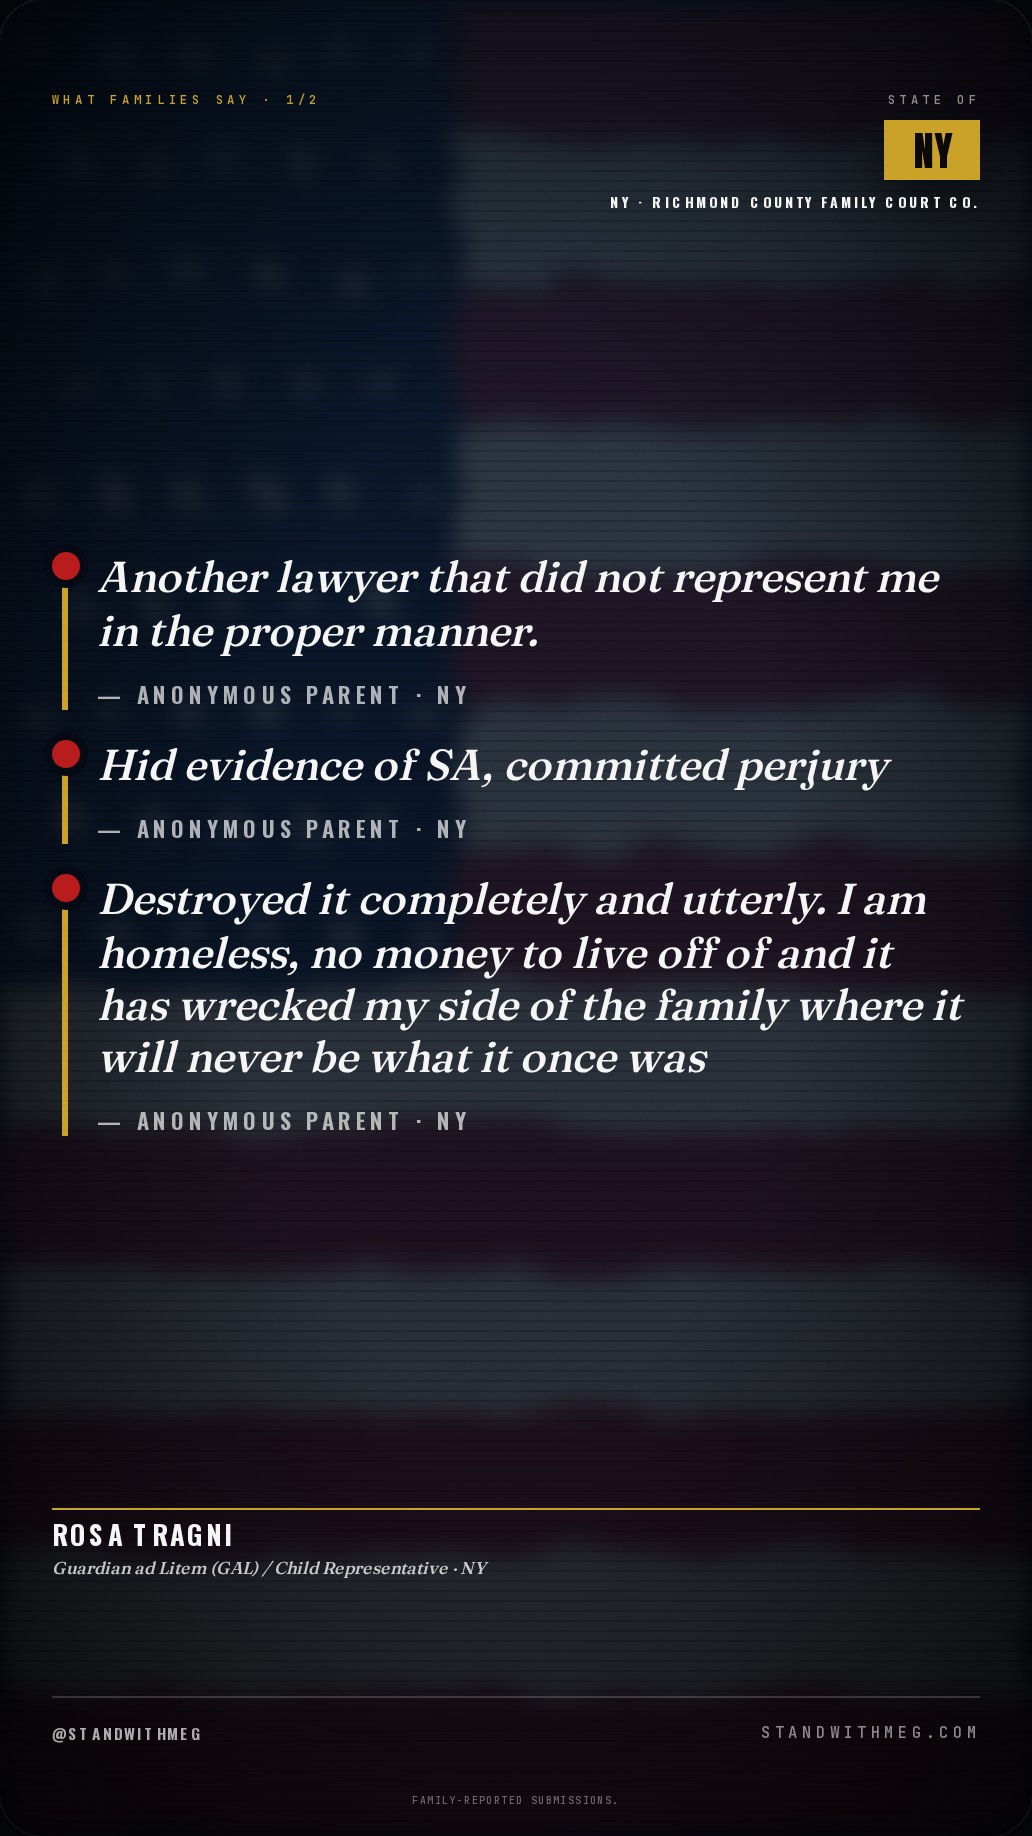 WHAT FAMILIES SAY · 1/2
STATE OF
NY
NY · RICHMOND COUNTY FAMILY COURT CO.
Another lawyer that did not represent me
in the proper manner.
— ANONYMOUS PARENT · NY
Hid evidence of SA, committed perjury
— ANONYMOUS PARENT · NY
Destroyed it completely and utterly. I am
homeless, no money to live off of and it
has wrecked my side of the family where it
will never be what it once was
— ANONYMOUS PARENT · NY
ROSA TRAGNI
Guardian ad Litem (GAL) / Child Representative · NY
@STANDWITHMEG
STANDWITHMEG.COM
FAMILY-REPORTED SUBMISSIONS.